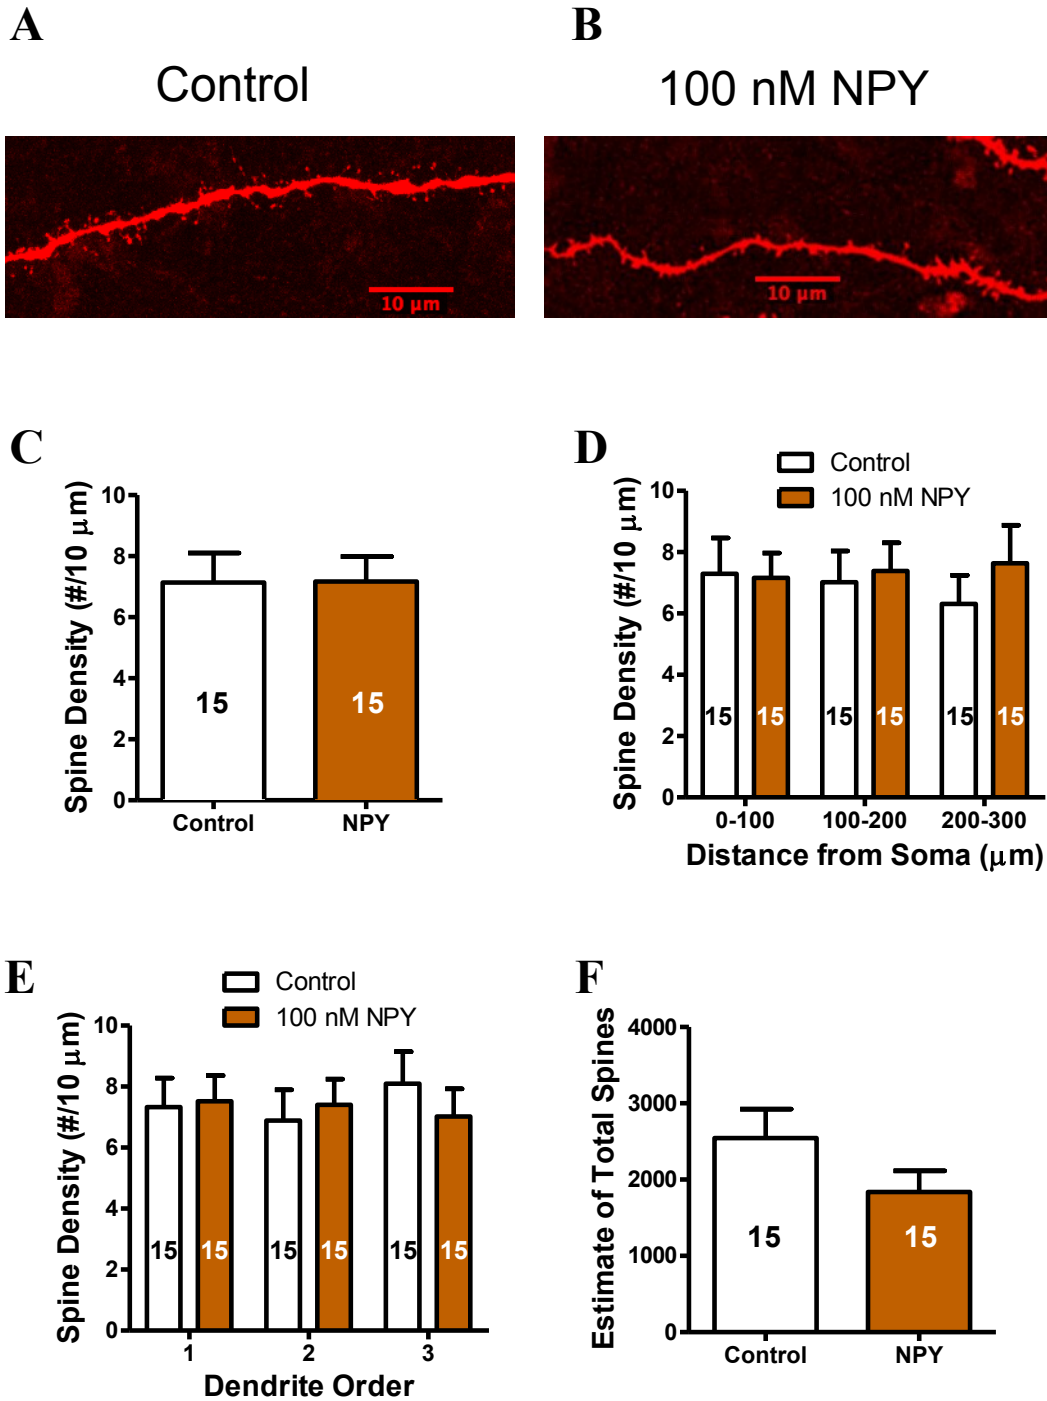 A
B
Control
100 nM NPY
10 μm
10 μm
C
Spine Density (#/10 μm)
10
8
6
4
2
0
15
15
Control
NPY
D
Control
100 nM NPY
Spine Density (#/10 μm)
10
8
6
4
2
0
15
15
15
15
15
15
0-100
100-200
200-300
Distance from Soma (μm)
E
Control
100 nM NPY
Spine Density (#/10 μm)
10
8
6
4
2
0
15
15
15
15
15
15
1
2
3
Dendrite Order
F
Estimate of Total Spines
4000
3000
2000
1000
0
15
15
Control
NPY